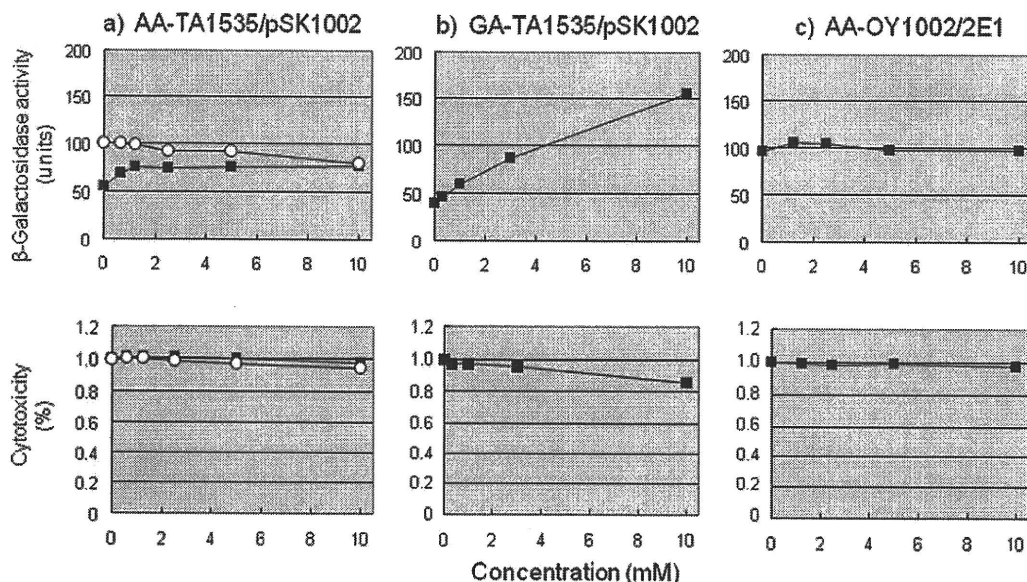 a) AA-TA1535/pSK1002
b) GA-TA1535/pSK1002
c) AA-OY1002/2E1
β-Galactosidase activity
(units)
200
150
100
50
0
0 2 4 6 8 10
200
150
100
50
0
0 2 4 6 8 10
200
150
100
50
0
0 2 4 6 8 10
Cytotoxicity
(%)
1.2
1.0
0.8
0.6
0.4
0.2
0
0 2 4 6 8 10
1.2
1.0
0.8
0.6
0.4
0.2
0
0 2 4 6 8 10
1.2
1.0
0.8
0.6
0.4
0.2
0
0 2 4 6 8 10
Concentration (mM)